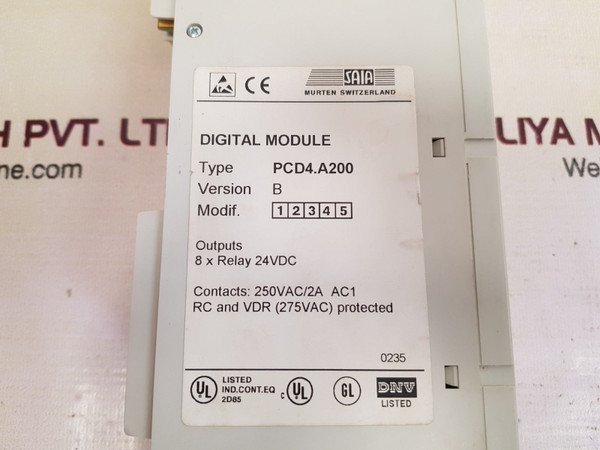 SAIA
CE
MURTEN SWITZERLAND
H PVT. LTD
LIYA M
ne.com
We
DIGITAL MODULE
Type PCD4.A200
Version B
Modif. 1 2 3 4 5
Outputs
8 x Relay 24VDC
Contacts: 250VAC/2A AC1
RC and VDR (275VAC) protected
0235
UL LISTED
IND.CONT.EQ
2D85
c UL
GL
DNV
LISTED